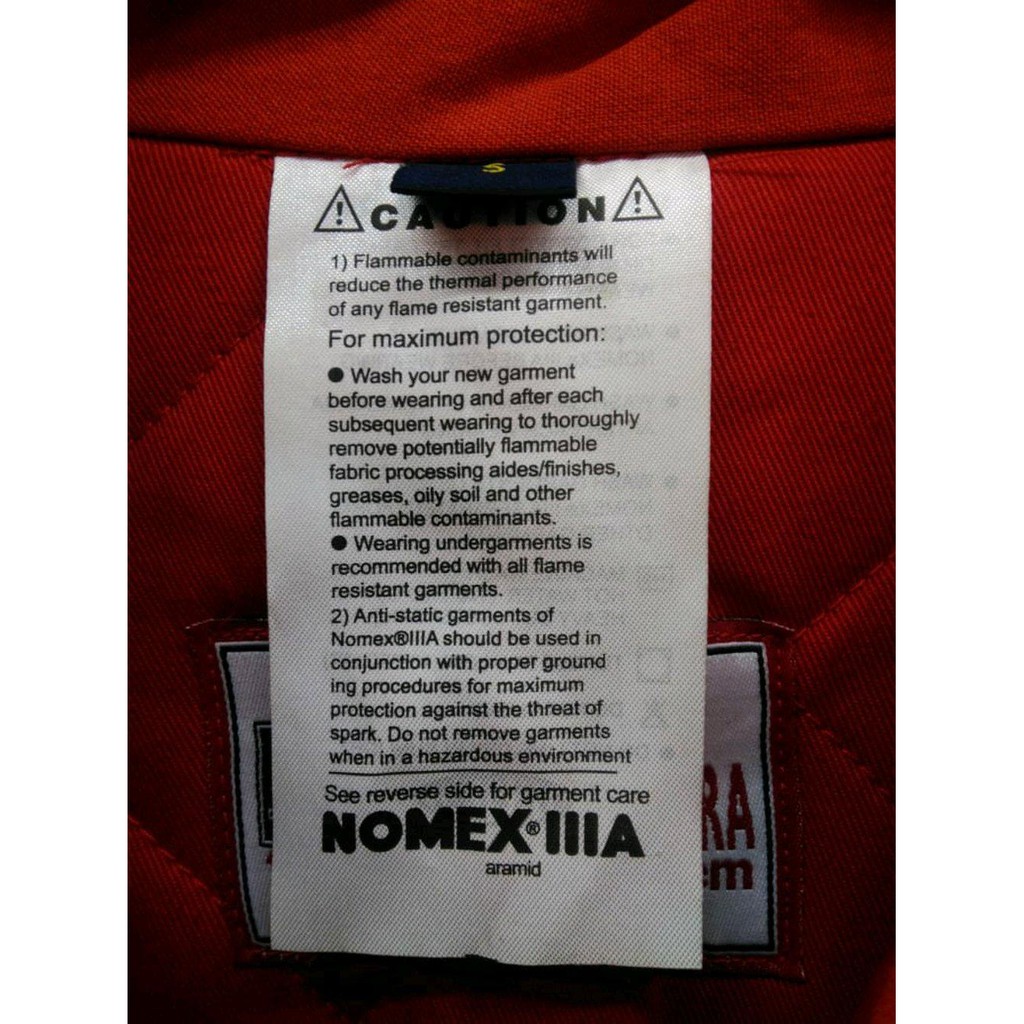 S
CAUTION
1) Flammable contaminants will
reduce the thermal performance
of any flame resistant garment.
For maximum protection:
● Wash your new garment
before wearing and after each
subsequent wearing to thoroughly
remove potentially flammable
fabric processing aides/finishes,
greases, oily soil and other
flammable contaminants.
● Wearing undergarments is
recommended with all flame
resistant garments.
2) Anti-static garments of
Nomex®IIIA should be used in
conjunction with proper ground
ing procedures for maximum
protection against the threat of
spark. Do not remove garments
when in a hazardous environment
See reverse side for garment care
NOMEX®IIIA
aramid